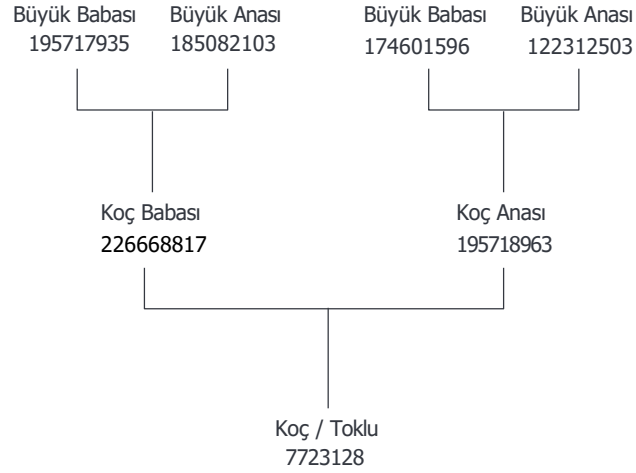 Büyük Babası Büyük Anası Büyük Babası Büyük Anası
195717935 185082103 174601596 122312503
Koç Babası Koç Anası
226668817 195718963
Koç / Toklu
7723128